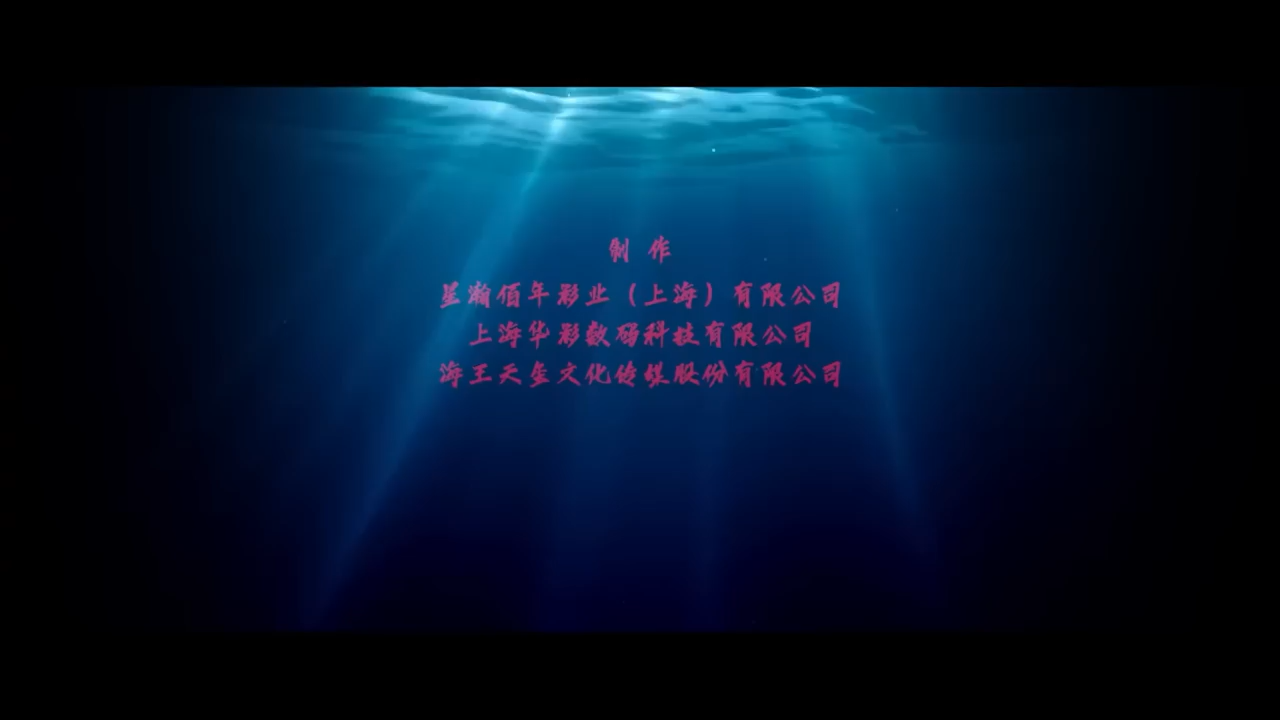 制 作
星瀚佰年影业（上海）有限公司
上海华影数码科技有限公司
海王天玺文化传媒股份有限公司